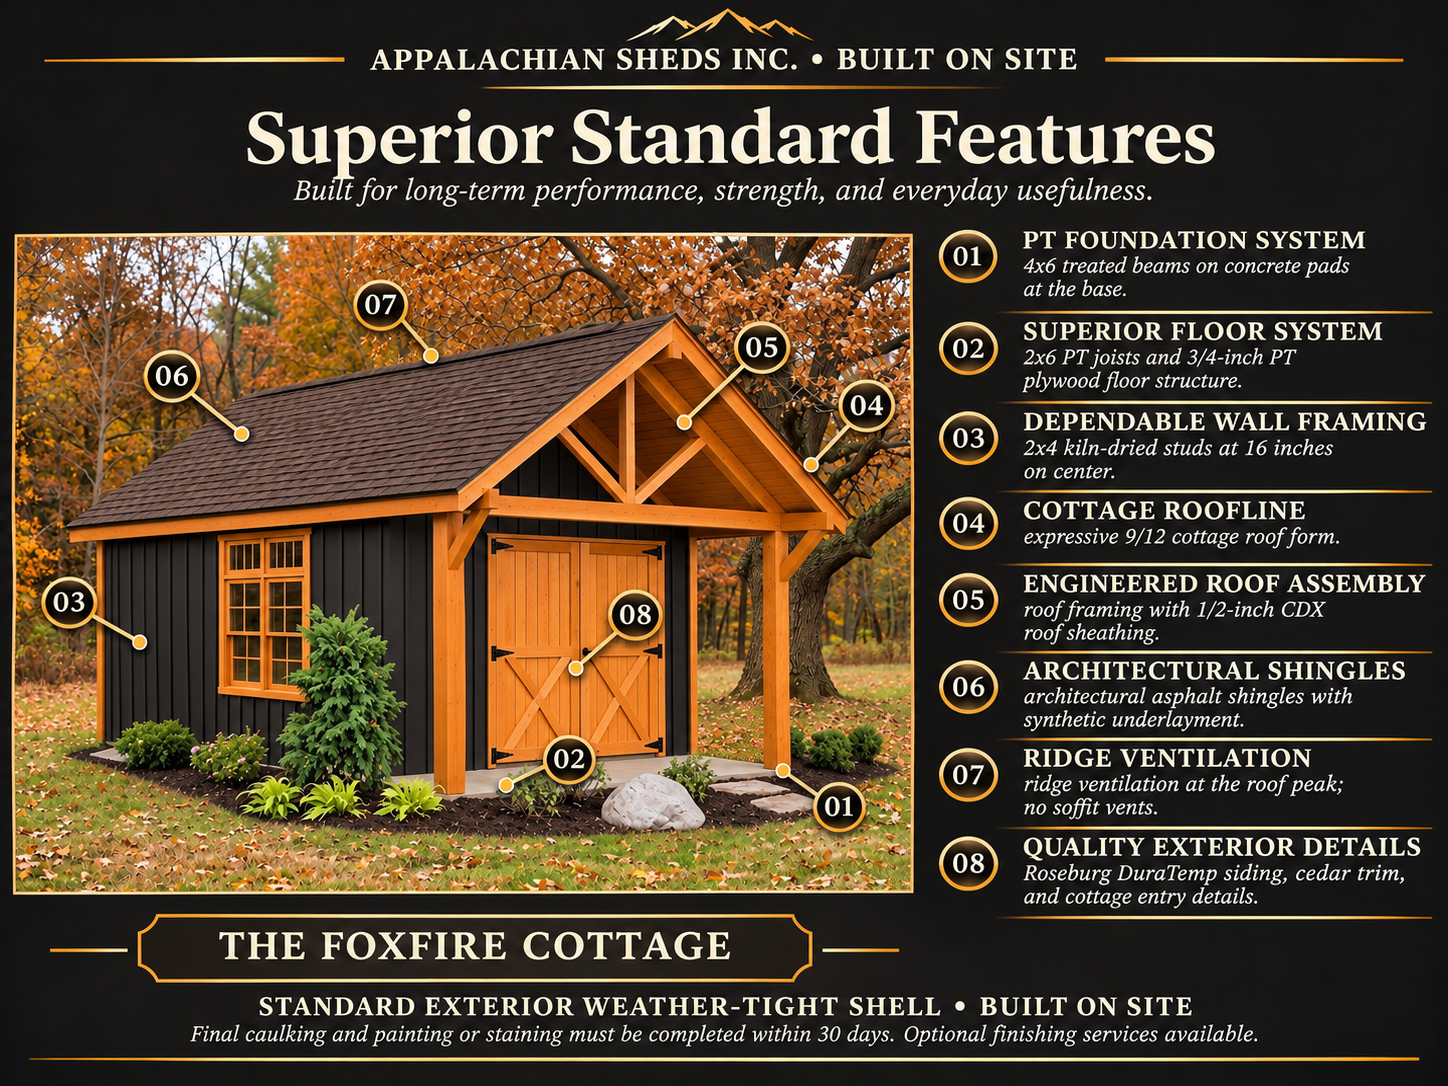 APPALACHIAN SHEDS INC. • BUILT ON SITE
Superior Standard Features
Built for long-term performance, strength, and everyday usefulness.
01
PT FOUNDATION SYSTEM
4x6 treated beams on concrete pads
at the base.
02
SUPERIOR FLOOR SYSTEM
2x6 PT joists and 3/4-inch PT
plywood floor structure.
03
DEPENDABLE WALL FRAMING
2x4 kiln-dried studs at 16 inches
on center.
04
COTTAGE ROOFLINE
expressive 9/12 cottage roof form.
05
ENGINEERED ROOF ASSEMBLY
roof framing with 1/2-inch CDX
roof sheathing.
06
ARCHITECTURAL SHINGLES
architectural asphalt shingles with
synthetic underlayment.
07
RIDGE VENTILATION
ridge ventilation at the roof peak;
no soffit vents.
08
QUALITY EXTERIOR DETAILS
Roseburg DuraTemp siding, cedar trim,
and cottage entry details.
07
05
06
04
03
08
02
01
THE FOXFIRE COTTAGE
STANDARD EXTERIOR WEATHER-TIGHT SHELL • BUILT ON SITE
Final caulking and painting or staining must be completed within 30 days. Optional finishing services available.